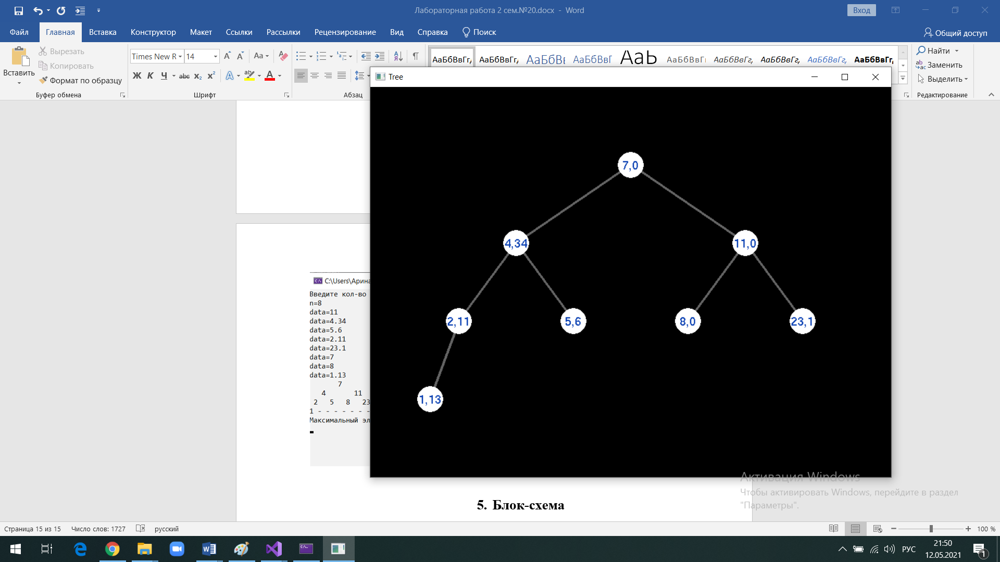 Лабораторная работа 2 сем.№20.docx - Word
Вход
Файл Главная Вставка Конструктор Макет Ссылки Рассылки Рецензирование Вид Справка Поиск
Общий доступ
Вставить
Вырезать
Копировать
Формат по образцу
Буфер обмена
Times New R 14
Aa
Ж К Ч abc x₂ x²
Шрифт
Абзац
АаБбВвГг, АаБбВвГг, АаБбВ АаБбВвГ АаЬ АаБбВвГ АаБбВвГг, АаБбВвГг, АаБбВвГг, АаБбВвГг,
Найти
Заменить
Выделить
Редактирование
Tree
7,0
4,34 11,0
2,11 5,6 8,0 23,1
1,13
C:\Users\Арина
Введите кол-во
n=8
data=11
data=4.34
data=5.6
data=2.11
data=23.1
data=7
data=8
data=1.13
7
4 11
2 5 8 23
1 - - - - - - -
Максимальный эл
5. Блок-схема
Активация Windows
Чтобы активировать Windows, перейдите в раздел
"Параметры".
Страница 15 из 15 Число слов: 1727 русский
100 %
РУС
21:50
12.05.2021
1